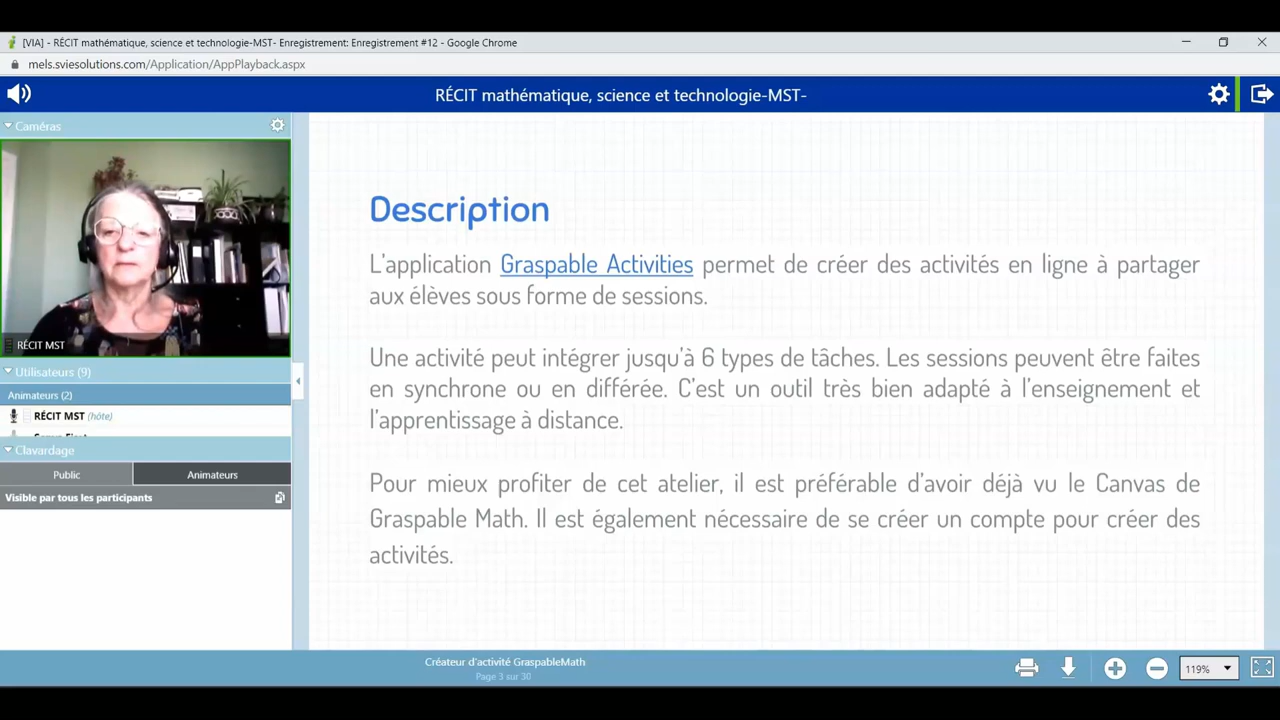 [VIA] - RÉCIT mathématique, science et technologie-MST- Enregistrement: Enregistrement #12 - Google Chrome
mels.sviesolutions.com/Application/AppPlayback.aspx
RÉCIT mathématique, science et technologie-MST-
Caméras
RÉCIT MST
Utilisateurs (9)
Animateurs (2)
RÉCIT MST (hôte)
Clavardage
Public
Animateurs
Visible par tous les participants
Description
L'application Graspable Activities permet de créer des activités en ligne à partager
aux élèves sous forme de sessions.
Une activité peut intégrer jusqu'à 6 types de tâches. Les sessions peuvent être faites
en synchrone ou en différée. C'est un outil très bien adapté à l'enseignement et
l'apprentissage à distance.
Pour mieux profiter de cet atelier, il est préférable d'avoir déjà vu le Canvas de
Graspable Math. Il est également nécessaire de se créer un compte pour créer des
activités.
Créateur d'activité GraspableMath
Page 3 sur 30
119%